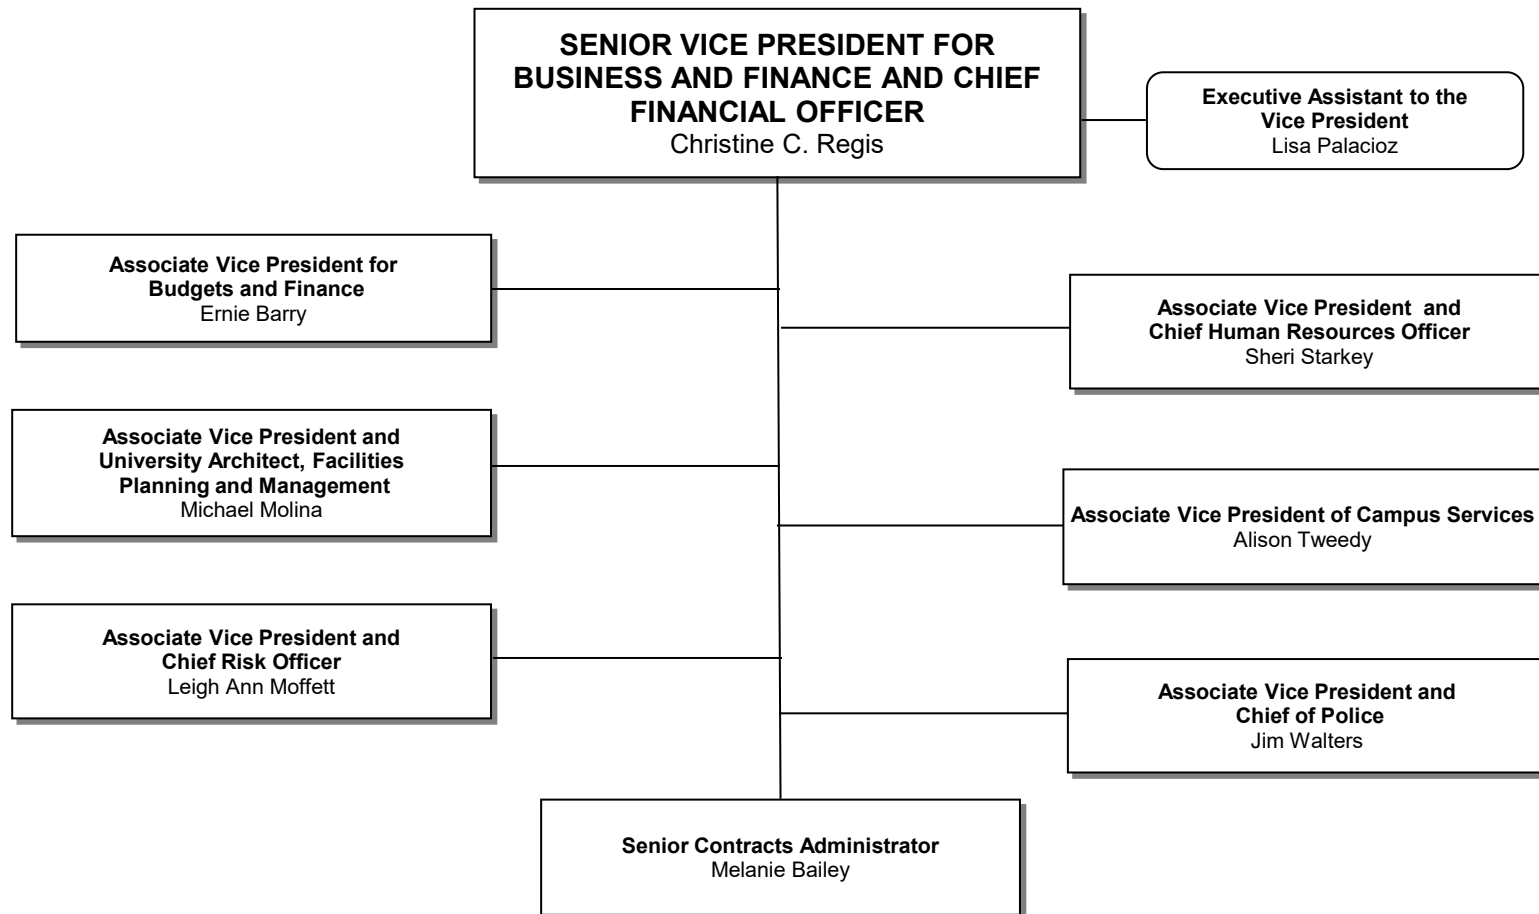 SENIOR VICE PRESIDENT FOR
BUSINESS AND FINANCE AND CHIEF
FINANCIAL OFFICER
Christine C. Regis
Executive Assistant to the
Vice President
Lisa Palacioz
Associate Vice President for
Budgets and Finance
Ernie Barry
Associate Vice President and
Chief Human Resources Officer
Sheri Starkey
Associate Vice President and
University Architect, Facilities
Planning and Management
Michael Molina
Associate Vice President of Campus Services
Alison Tweedy
Associate Vice President and
Chief Risk Officer
Leigh Ann Moffett
Associate Vice President and
Chief of Police
Jim Walters
Senior Contracts Administrator
Melanie Bailey